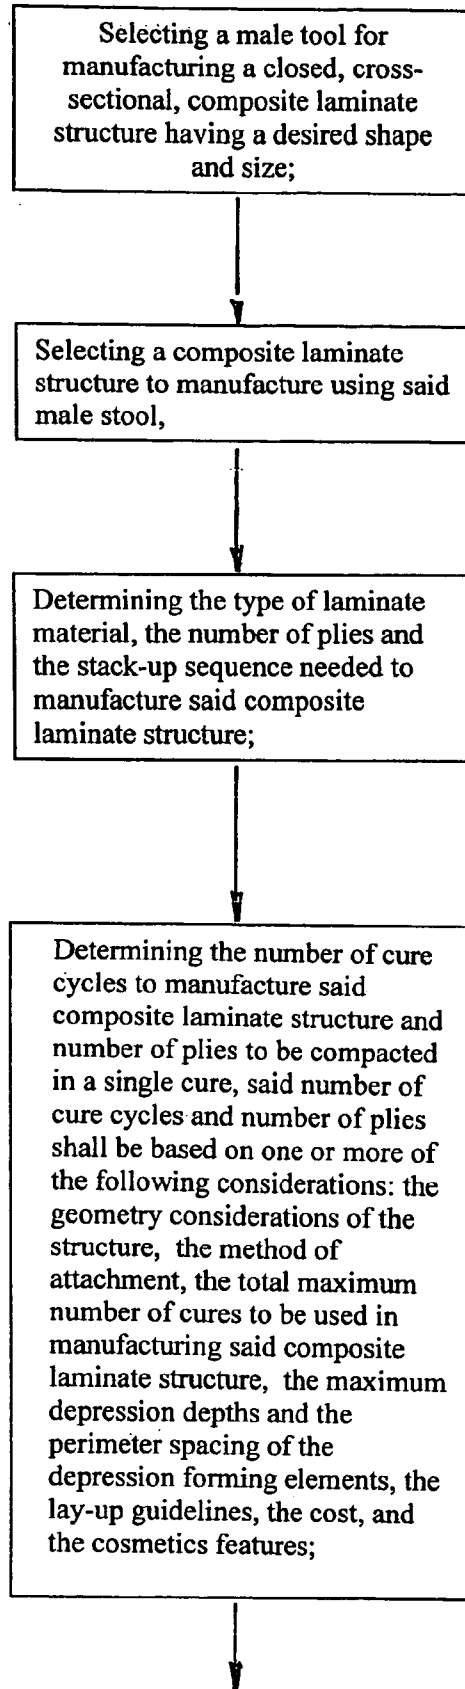 Selecting a male tool for
manufacturing a closed, cross-
sectional, composite laminate
structure having a desired shape
and size;
Selecting a composite laminate
structure to manufacture using said
male stool,
Determining the type of laminate
material, the number of plies and
the stack-up sequence needed to
manufacture said composite
laminate structure;
Determining the number of cure
cycles to manufacture said
composite laminate structure and
number of plies to be compacted
in a single cure, said number of
cure cycles and number of plies
shall be based on one or more of
the following considerations: the
geometry considerations of the
structure, the method of
attachment, the total maximum
number of cures to be used in
manufacturing said composite
laminate structure, the maximum
depression depths and the
perimeter spacing of the
depression forming elements, the
lay-up guidelines, the cost, and
the cosmetics features;